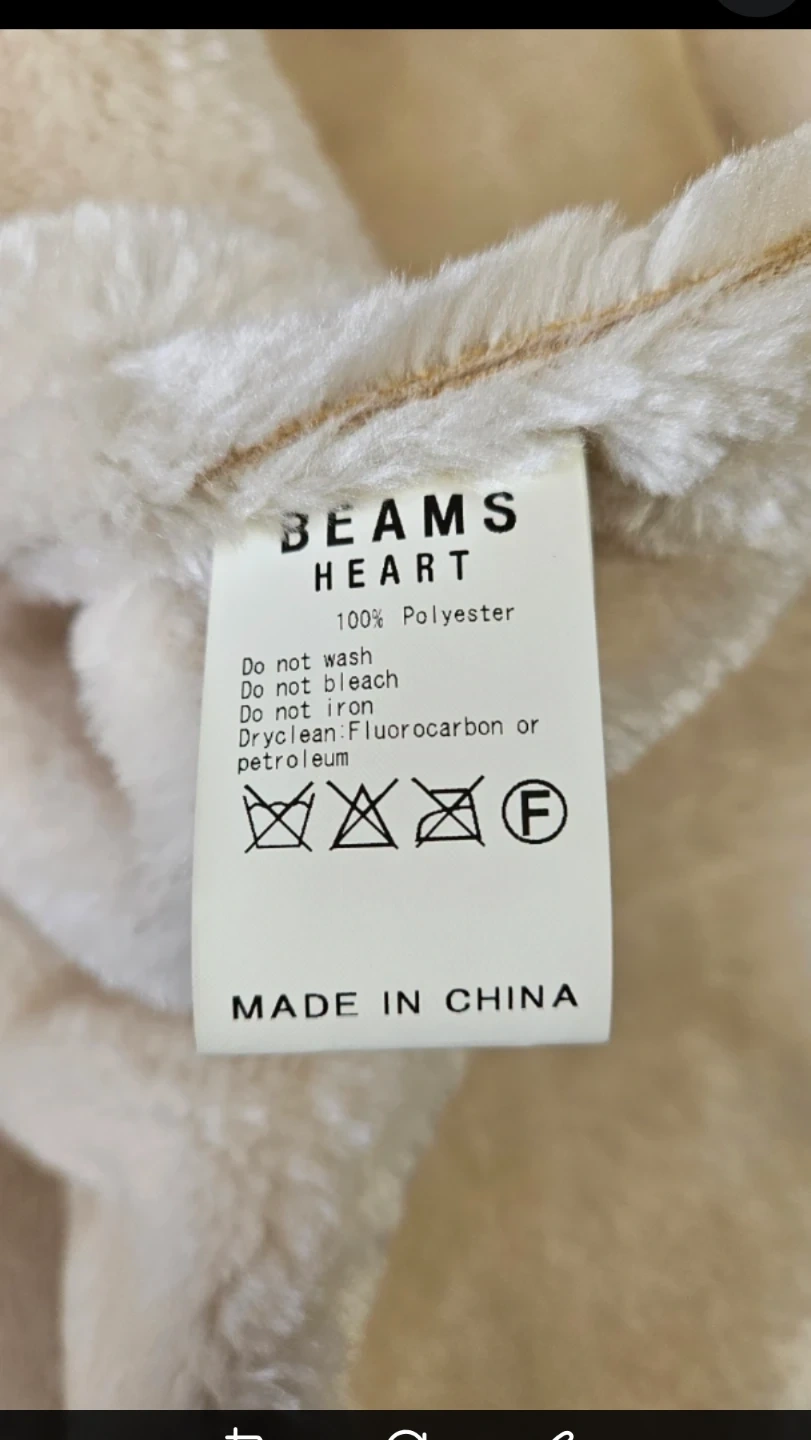 BEAMS
HEART
100% Polyester
Do not wash
Do not bleach
Do not iron
Dryclean:Fluorocarbon or
petroleum
F
MADE IN CHINA